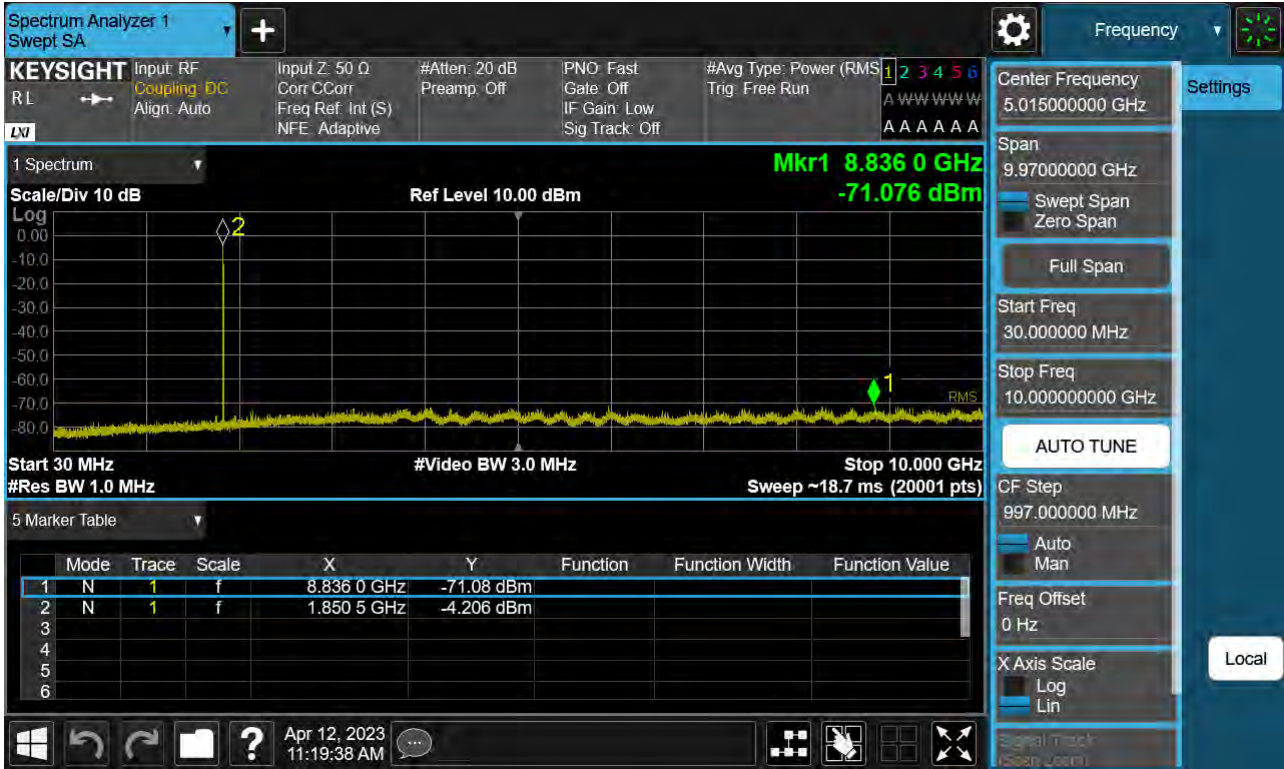 Spectrum Analyzer 1
Swept SA
+
Frequency
KEYSIGHT
R L
LXI
Input: RF
Coupling: DC
Align: Auto
Input Z: 50 Ω
Corr CCorr
Freq Ref: Int (S)
NFE: Adaptive
#Atten: 20 dB
Preamp: Off
PNO: Fast
Gate: Off
IF Gain: Low
Sig Track: Off
#Avg Type: Power (RMS
Trig: Free Run
1 2 3 4 5 6
A W W W W W
A A A A A A
1 Spectrum
Mkr1 8.836 0 GHz
-71.076 dBm
Scale/Div 10 dB
Ref Level 10.00 dBm
Log
0.00
-10.0
-20.0
-30.0
-40.0
-50.0
-60.0
-70.0
-80.0
2
1
RMS
Start 30 MHz
#Video BW 3.0 MHz
Stop 10.000 GHz
#Res BW 1.0 MHz
Sweep ~18.7 ms (20001 pts)
5 Marker Table
Mode Trace Scale X Y Function Function Width Function Value
1 N 1 f 8.836 0 GHz -71.08 dBm
2 N 1 f 1.850 5 GHz -4.206 dBm
3
4
5
6
Center Frequency
5.015000000 GHz
Span
9.97000000 GHz
Swept Span
Zero Span
Full Span
Start Freq
30.000000 MHz
Stop Freq
10.000000000 GHz
AUTO TUNE
CF Step
997.000000 MHz
Auto
Man
Freq Offset
0 Hz
X Axis Scale
Log
Lin
Signal Track
(Span Zoom)
Settings
Local
?
Apr 12, 2023
11:19:38 AM